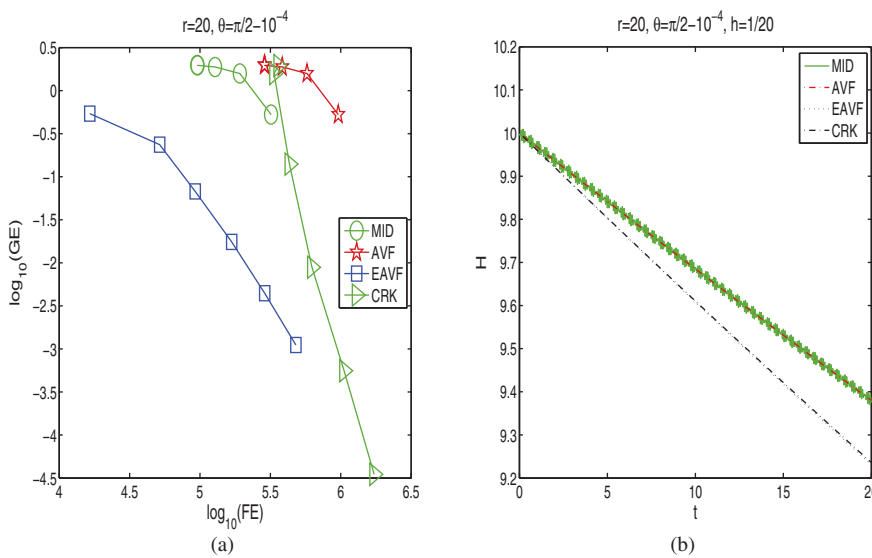 r=20, θ=π/2−10⁻⁴
0.5
0
−0.5
−1
−1.5
−2
−2.5
−3
−3.5
−4
−4.5
4
4.5
5
5.5
6
6.5
log₁₀(GE)
log₁₀(FE)
MID
AVF
EAVF
CRK
(a)
r=20, θ=π/2−10⁻⁴, h=1/20
10.2
10.1
10
9.9
9.8
9.7
9.6
9.5
9.4
9.3
9.2
0
5
10
15
20
H
t
MID
AVF
EAVF
CRK
(b)